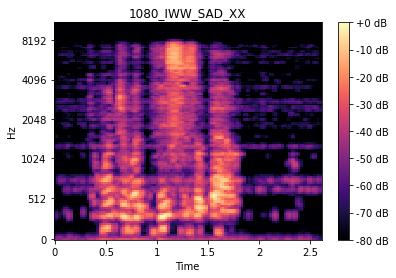 1080_IWW_SAD_XX
+0 dB
8192
-10 dB
4096
-20 dB
-30 dB
2048
Hz
-40 dB
1024
-50 dB
512
-60 dB
-70 dB
0
-80 dB
0 0.5 1 1.5 2 2.5
Time